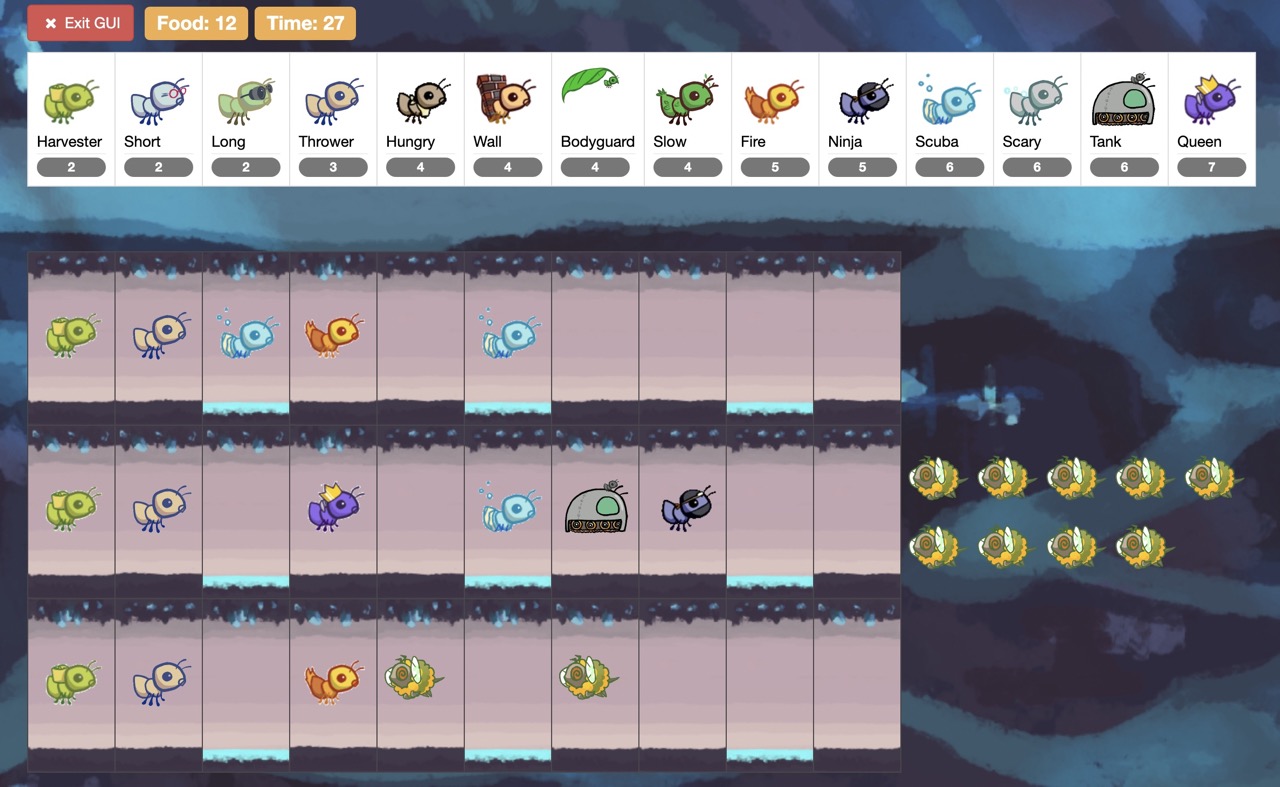 ✖ Exit GUI Food: 12 Time: 27
Harvester Short Long Thrower Hungry Wall Bodyguard Slow Fire Ninja Scuba Scary Tank Queen
2 2 2 3 4 4 4 4 5 5 6 6 6 7